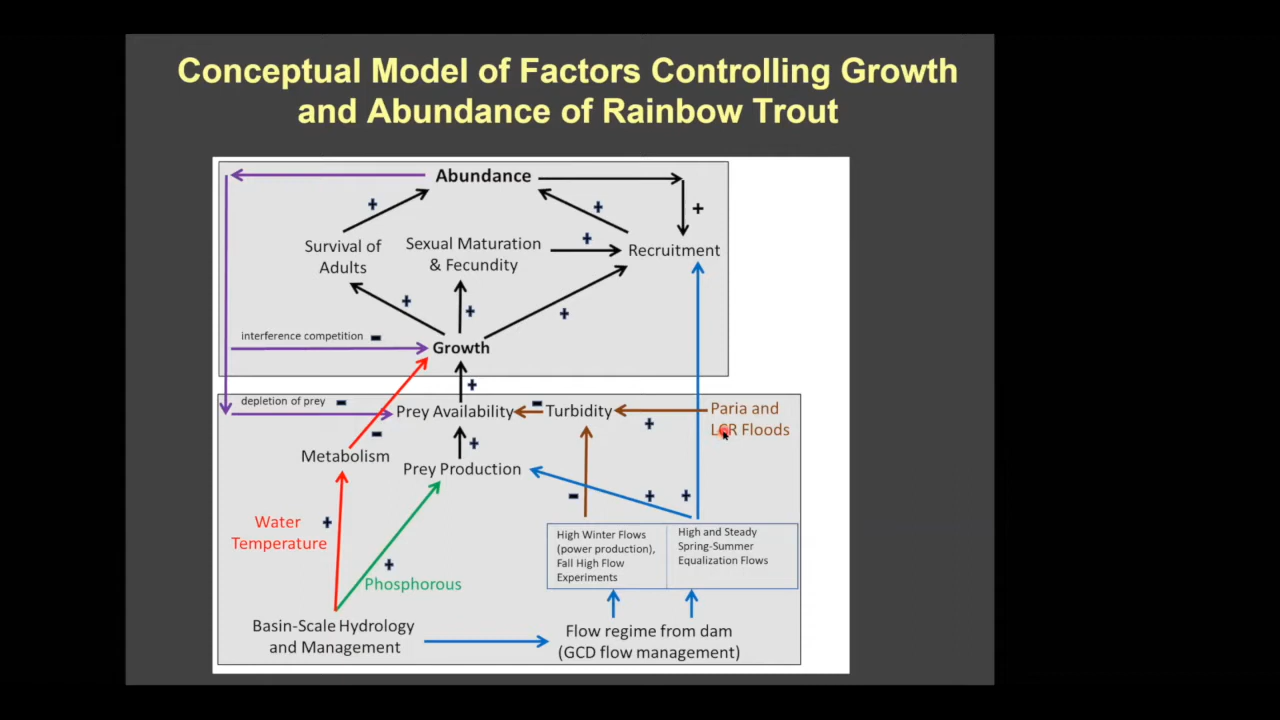 Conceptual Model of Factors Controlling Growth
and Abundance of Rainbow Trout
Abundance
+
+
+
Survival of
Adults
Sexual Maturation
& Fecundity
+
Recruitment
+
+
+
interference competition -
Growth
+
depletion of prey -
Prey Availability
-
Turbidity
+
Paria and
LCR Floods
-
Metabolism
+
Prey Production
-
+
+
Water
Temperature
+
High Winter Flows
(power production),
Fall High Flow
Experiments
High and Steady
Spring-Summer
Equalization Flows
+
Phosphorous
Basin-Scale Hydrology
and Management
Flow regime from dam
(GCD flow management)